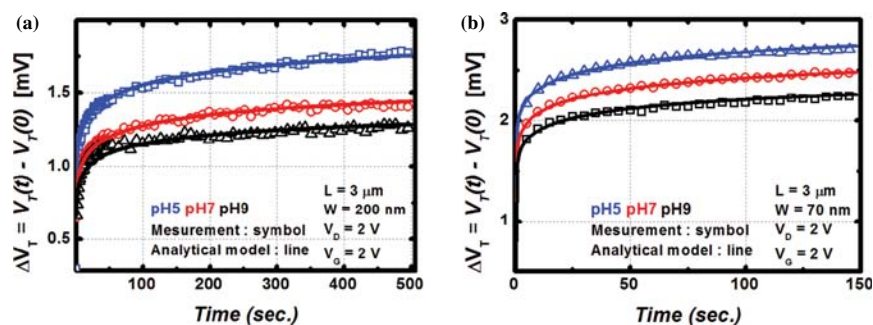 (a)
ΔV_T = V_T(t) - V_T(0) [mV]
1.5
1.0
0.5
pH5 pH7 pH9
Mesurement : symbol
Analytical model : line
L = 3 μm
W = 200 nm
V_D = 2 V
V_G = 2 V
100 200 300 400 500
Time (sec.)
(b)
ΔV_T = V_T(t) - V_T(0) [mV]
3
2
1
pH5 pH7 pH9
Mesurement : symbol
Analytical model : line
L = 3 μm
W = 70 nm
V_D = 2 V
V_G = 2 V
0 50 100 150
Time (sec.)